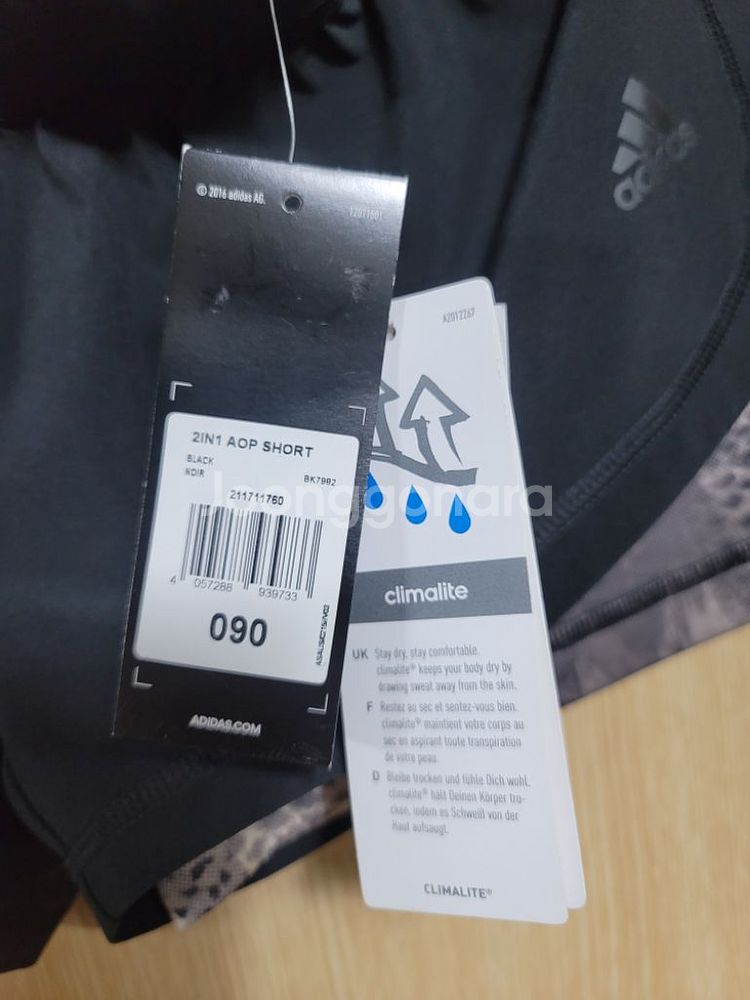 © 2016 adidas AG.
12011501
2IN1 AOP SHORT
BLACK
NOIR
BK7982
211711760
4 057288 939733
090
ADIDAS.COM
adidas
A2012267
climalite
UK Stay dry, stay comfortable.
climalite® keeps your body dry by
drawing sweat away from the skin.
F Restez au sec et sentez-vous bien.
climalite® maintient votre corps au
sec en aspirant toute transpiration
de votre peau.
D Bleibe trocken und fühle Dich wohl.
climalite® hält Deinen Körper tro-
cken, indem es Schweiß von der
Haut aufsaugt.
CLIMALITE®
joonggonara